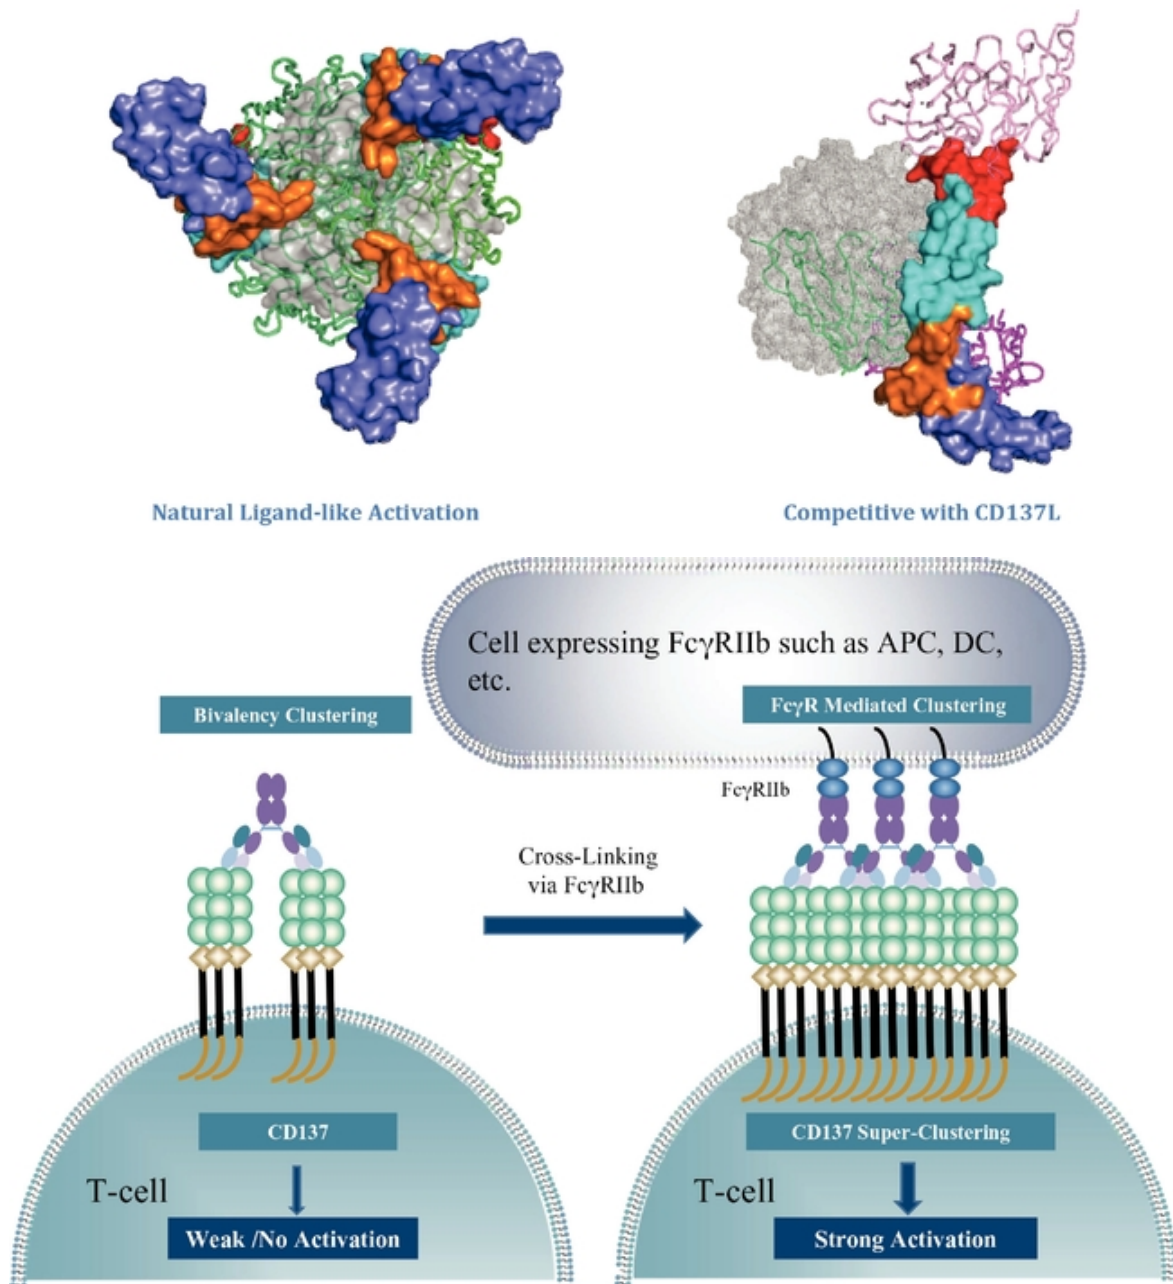 Natural Ligand-like Activation
Competitive with CD137L
Cell expressing FcγRIIb such as APC, DC,
etc.
Bivalency Clustering
FcγR Mediated Clustering
FcγRIIb
Cross-Linking
via FcγRIIb
CD137
CD137 Super-Clustering
T-cell
T-cell
Weak /No Activation
Strong Activation